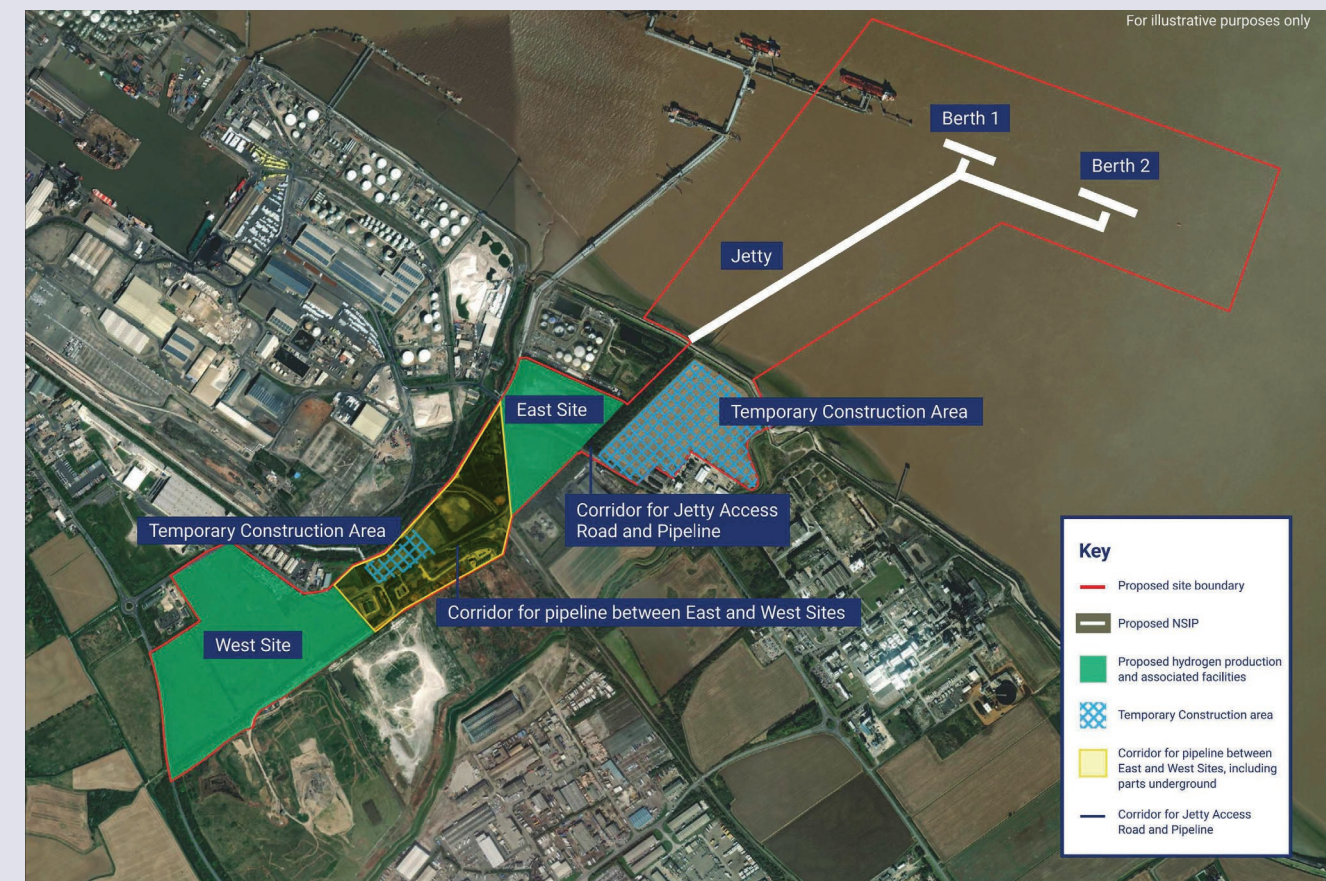 For illustrative purposes only
Berth 1
Berth 2
Jetty
East Site
Temporary Construction Area
Corridor for Jetty Access
Road and Pipeline
Temporary Construction Area
Corridor for pipeline between East and West Sites
West Site
Key
Proposed site boundary
Proposed NSIP
Proposed hydrogen production
and associated facilities
Temporary Construction area
Corridor for pipeline between
East and West Sites, including
parts underground
Corridor for Jetty Access
Road and Pipeline